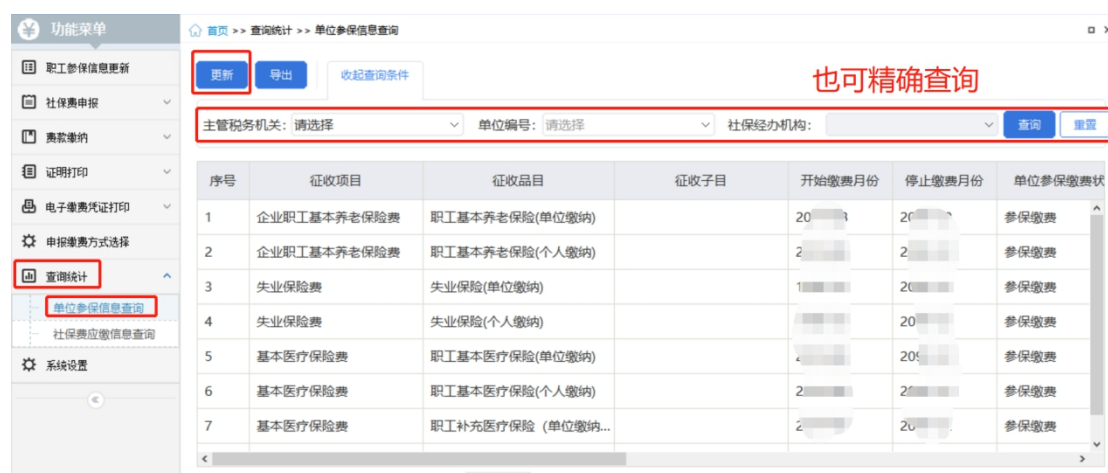 功能菜单
首页 >> 查询统计 >> 单位参保信息查询
职工参保信息更新
社保费申报
费款缴纳
证明打印
电子缴费凭证打印
申报缴费方式选择
查询统计
单位参保信息查询
社保费应缴信息查询
系统设置
更新 导出 收起查询条件
也可精确查询
主管税务机关: 请选择 单位编号: 请选择 社保经办机构: 查询 重置
序号 征收项目 征收品目 征收子目 开始缴费月份 停止缴费月份 单位参保缴费状
1 企业职工基本养老保险费 职工基本养老保险(单位缴纳) 参保缴费
2 企业职工基本养老保险费 职工基本养老保险(个人缴纳) 参保缴费
3 失业保险费 失业保险(单位缴纳) 参保缴费
4 失业保险费 失业保险(个人缴纳) 参保缴费
5 基本医疗保险费 职工基本医疗保险(单位缴纳) 参保缴费
6 基本医疗保险费 职工基本医疗保险(个人缴纳) 参保缴费
7 基本医疗保险费 职工补充医疗保险（单位缴纳... 参保缴费